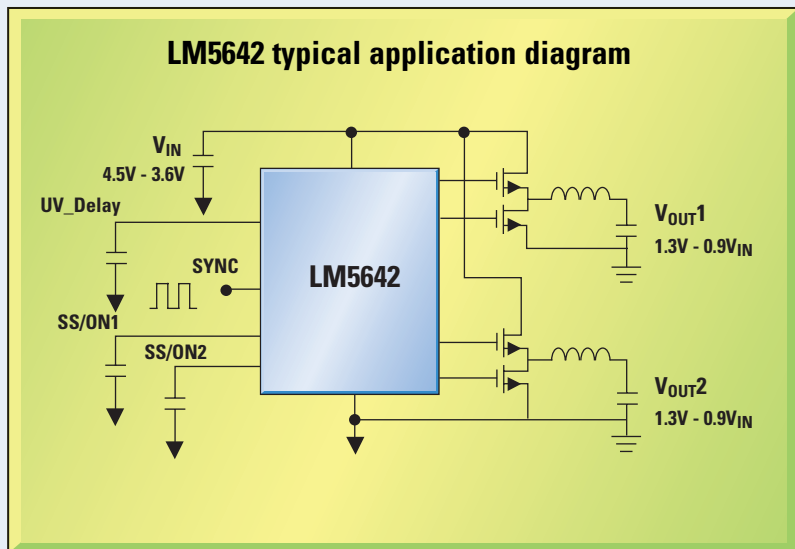 LM5642 typical application diagram
VIN
4.5V - 3.6V
UV_Delay
SYNC
SS/ON1
SS/ON2
LM5642
VOUT1
1.3V - 0.9VIN
VOUT2
1.3V - 0.9VIN